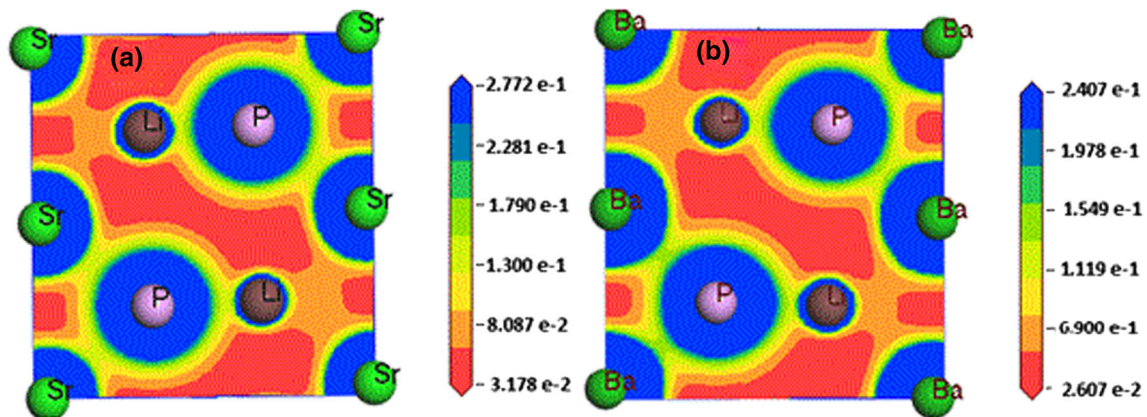 Sr
(a)
Sr
Li
P
Sr
Sr
P
Li
Sr
Sr
2.772 e-1
2.281 e-1
1.790 e-1
1.300 e-1
8.087 e-2
3.178 e-2
Ba
(b)
Ba
Li
P
Ba
Ba
P
Li
Ba
Ba
2.407 e-1
1.978 e-1
1.549 e-1
1.119 e-1
6.900 e-1
2.607 e-2